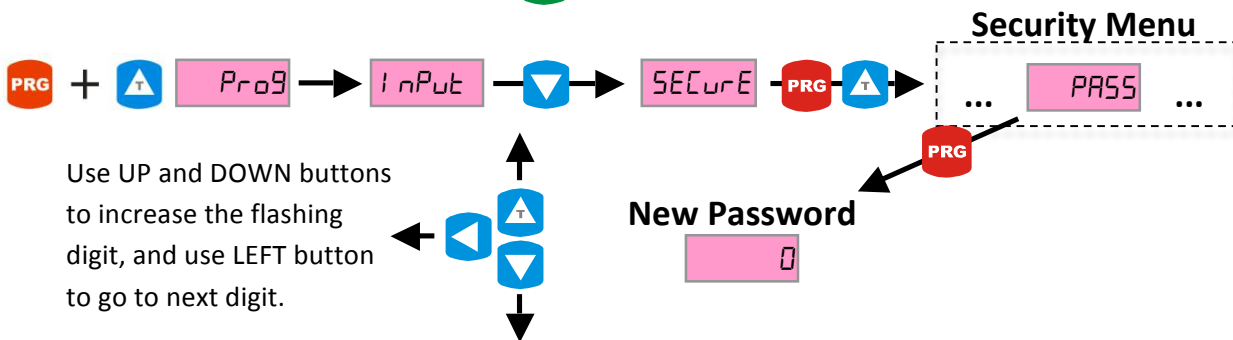 Security Menu
PRG + T Prog InPut SECurE PRG T ... PASS ...
PRG
Use UP and DOWN buttons
to increase the flashing
digit, and use LEFT button
to go to next digit.
T
New Password
0